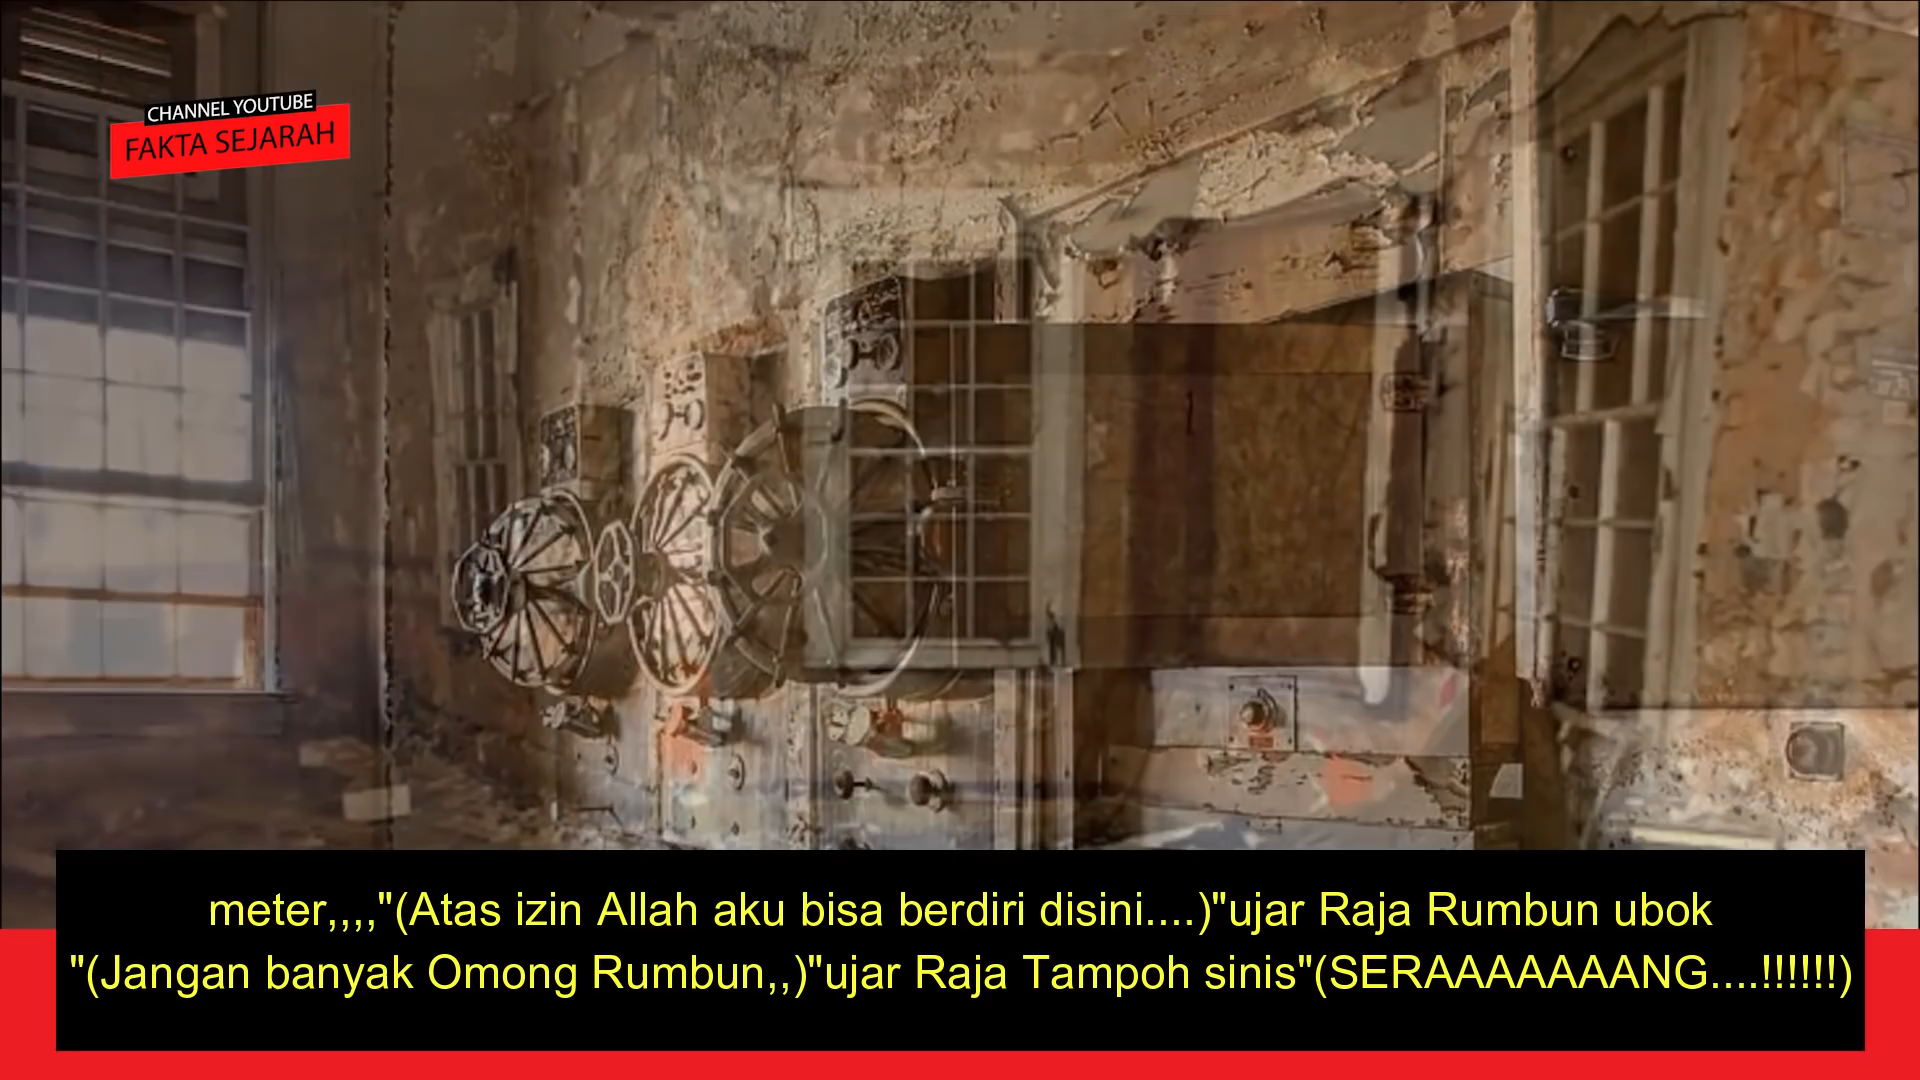 CHANNEL YOUTUBE
FAKTA SEJARAH
meter,,,,"(Atas izin Allah aku bisa berdiri disini....)"ujar Raja Rumbun ubok
"(Jangan banyak Omong Rumbun,,)"ujar Raja Tampoh sinis"(SERAAAAAAAANG....!!!!!!)